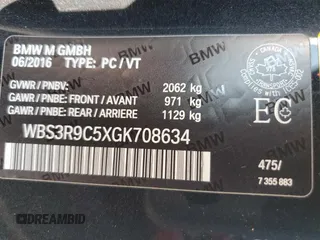 BMW M GMBH
06/2016 TYPE: PC/VT
GVWR/PNBV: 2062 kg
GAWR/PNBE: FRONT/AVANT 971 kg
GAWR/PNBE: REAR/ARRIERE 1129 kg
WBS3R9C5XGK708634
EC
475/
7 355 883
© DREAMBID
BMW